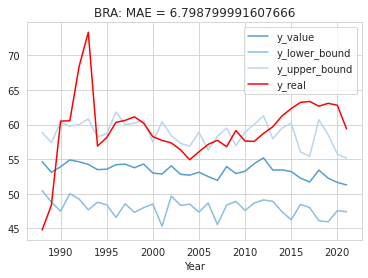 BRA: MAE = 6.798799991607666
y_value
y_lower_bound
y_upper_bound
y_real
70
65
60
55
50
45
1990 1995 2000 2005 2010 2015 2020
Year